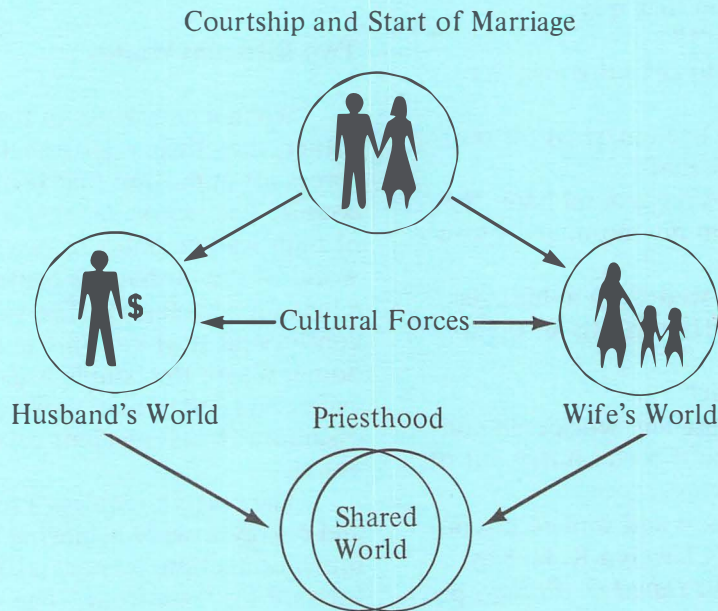 Courtship and Start of Marriage
$
Cultural Forces
Husband's World
Priesthood
Wife's World
Shared
World